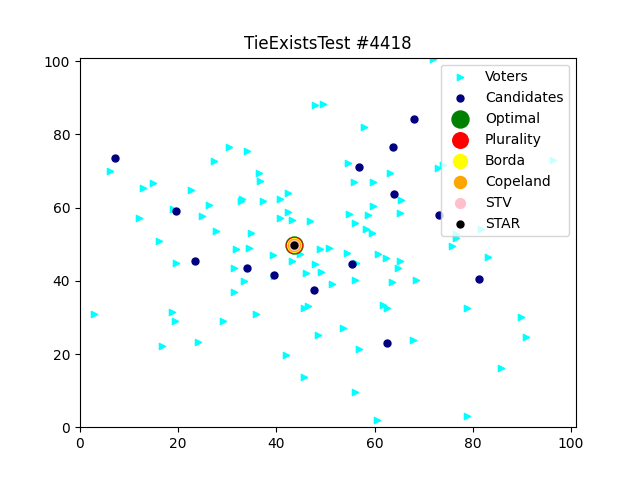 TieExistsTest #4418
100
80
60
40
20
0
0
20
40
60
80
100
Voters
Candidates
Optimal
Plurality
Borda
Copeland
STV
STAR